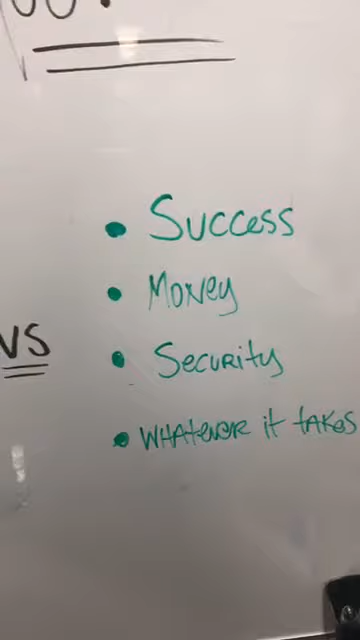 • Success
• Money
VS
• Security
• WHATever it takes